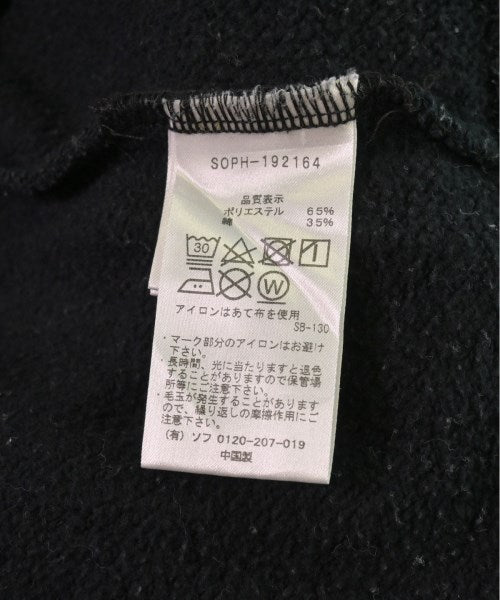 SOPH-192164
品質表示
ポリエステル 65%
綿 35%
30
W
アイロンはあて布を使用
SB-130
・マーク部分のアイロンはお避け
下さい。
・長時間、光に当たりますと退色
することがありますので保管場
所等にご注意下さい。
・毛玉が発生することがあります
ので、繰り返しの摩擦作用にご
注意下さい。
(有) ソフ 0120-207-019
中国製